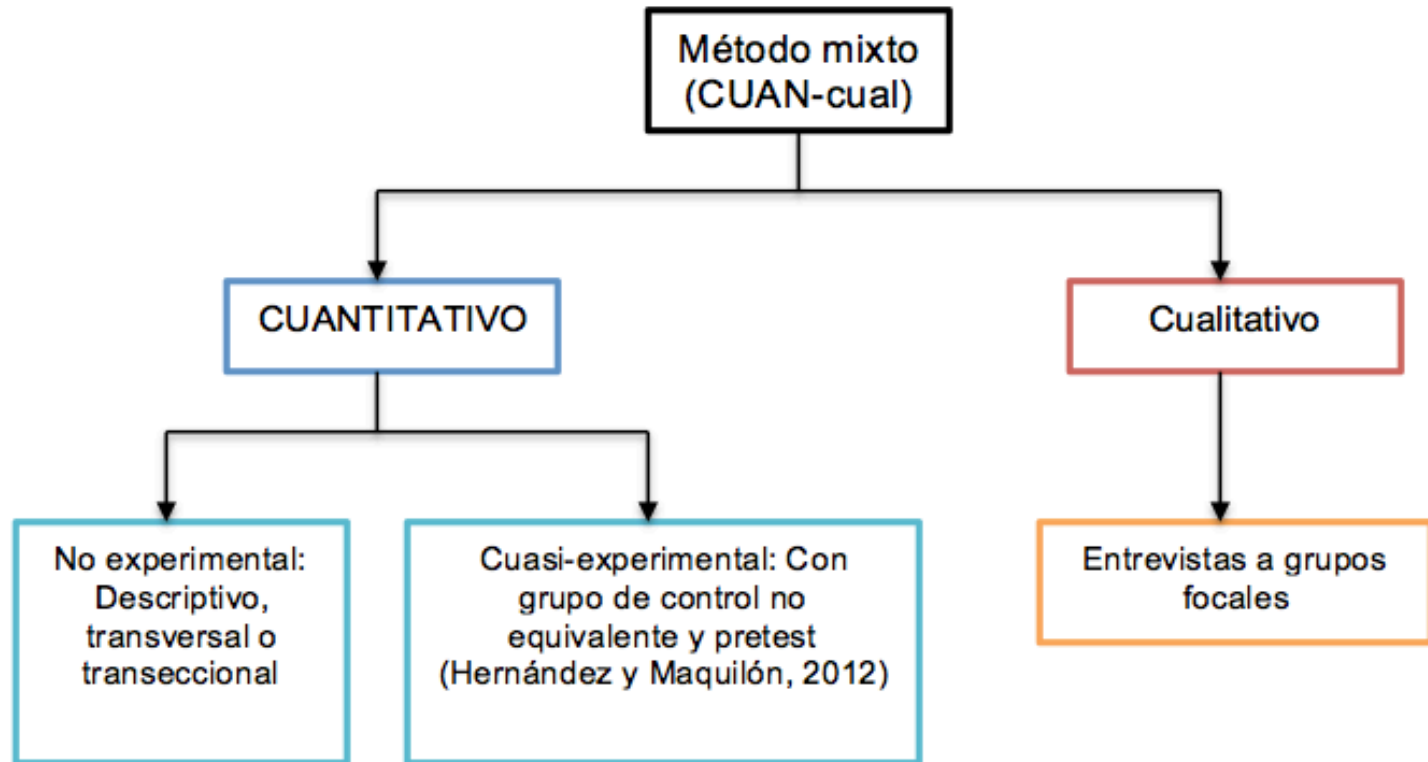 Método mixto
(CUAN-cual)
CUANTITATIVO
Cualitativo
No experimental:
Descriptivo,
transversal o
transeccional
Cuasi-experimental: Con
grupo de control no
equivalente y pretest
(Hernández y Maquilón, 2012)
Entrevistas a grupos
focales